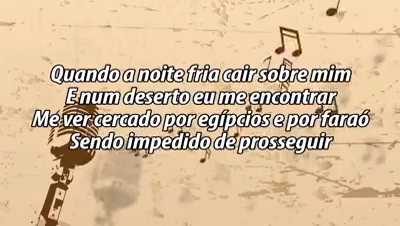 Quando a noite fria cair sobre mim
E num deserto eu me encontrar
Me ver cercado por egípcios e por faraó
Sendo impedido de prosseguir